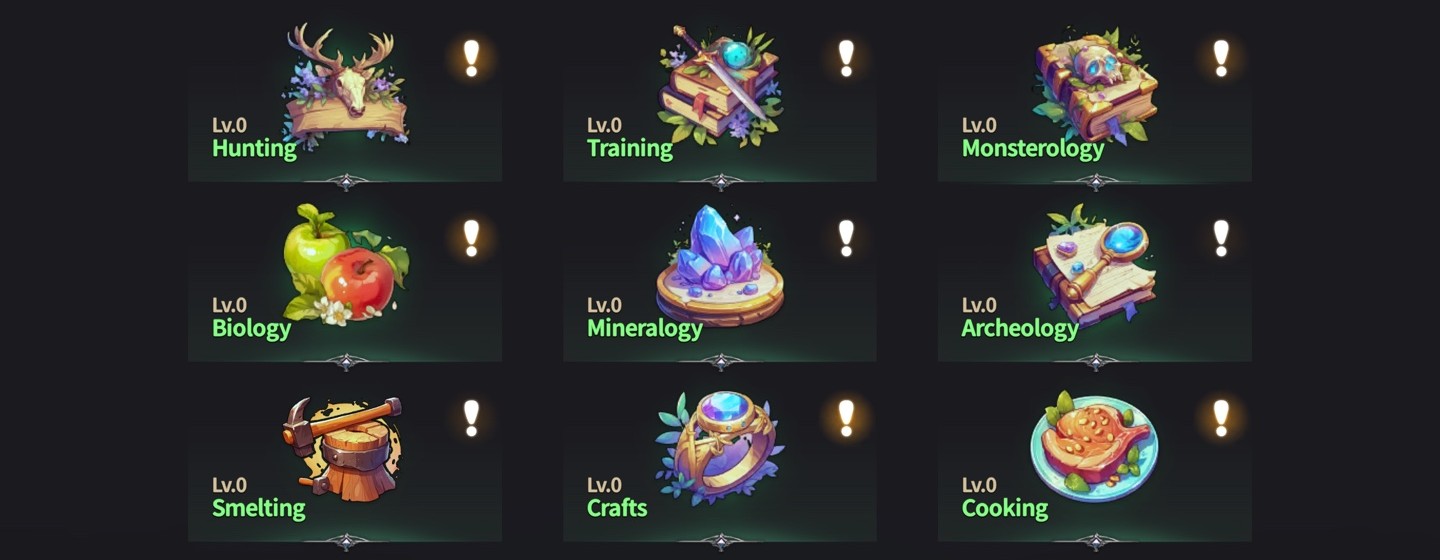 Lv.0
Hunting
Lv.0
Training
Lv.0
Monsterology
Lv.0
Biology
Lv.0
Mineralogy
Lv.0
Archeology
Lv.0
Smelting
Lv.0
Crafts
Lv.0
Cooking